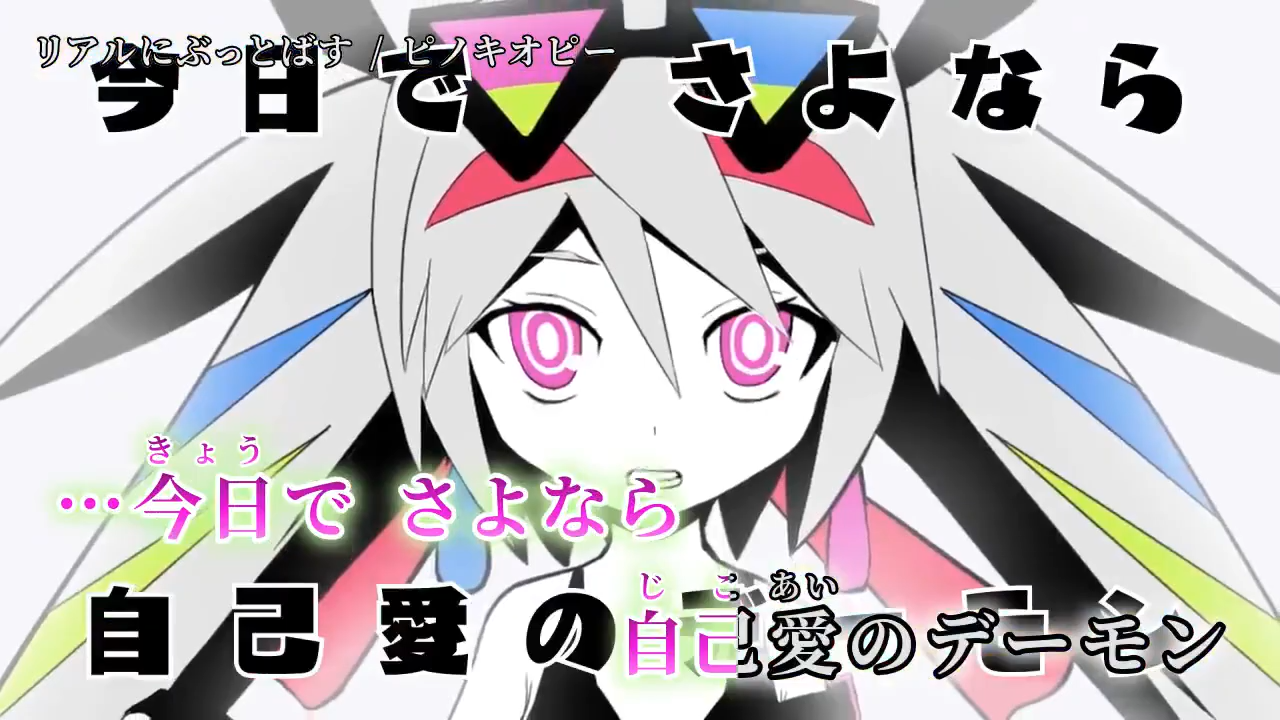 リアルにぶっとばす / ピノキオピー
今日で さよなら
きょう
…今日で さよなら
自己愛の
じこあい
自己愛のデーモン